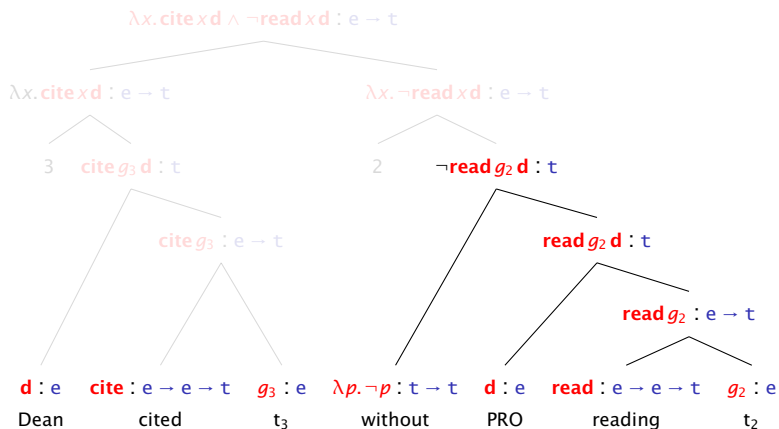 λx. cite x d ∧ ¬read x d : e → t
λx. cite x d : e → t λx. ¬read x d : e → t
3 cite g₃ d : t 2 ¬read g₂ d : t
cite g₃ : e → t read g₂ d : t
read g₂ : e → t
d : e cite : e → e → t g₃ : e λp. ¬p : t → t d : e read : e → e → t g₂ : e
Dean cited t₃ without PRO reading t₂